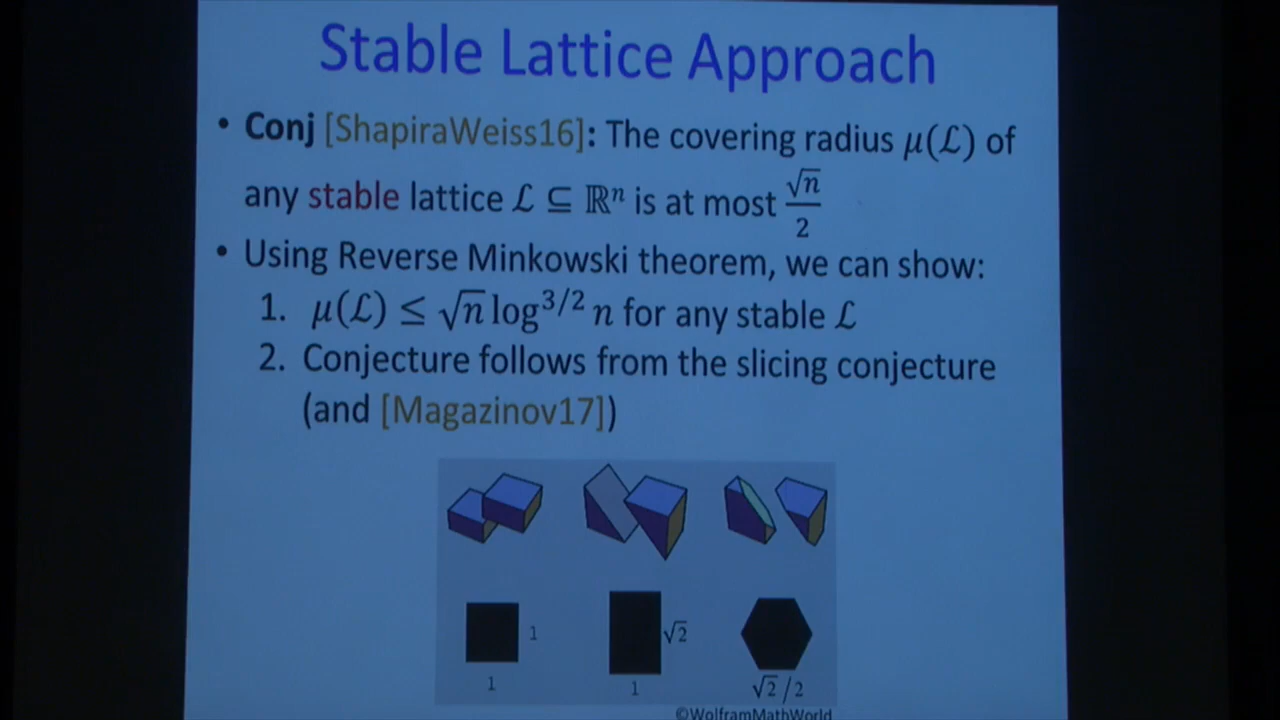 Stable Lattice Approach
• Conj [ShapiraWeiss16]: The covering radius μ(ℒ) of
any stable lattice ℒ ⊆ ℝⁿ is at most √n/2
• Using Reverse Minkowski theorem, we can show:
1. μ(ℒ) ≤ √n log^{3/2} n for any stable ℒ
2. Conjecture follows from the slicing conjecture
(and [Magazinov17])
1
√2
1
1
√2/2
©WolframMathWorld